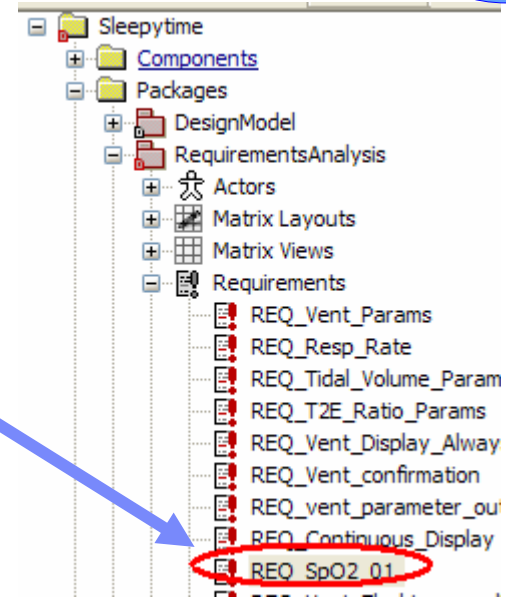 Sleepytime
Components
Packages
DesignModel
RequirementsAnalysis
Actors
Matrix Layouts
Matrix Views
Requirements
REQ_Vent_Params
REQ_Resp_Rate
REQ_Tidal_Volume_Param
REQ_T2E_Ratio_Params
REQ_Vent_Display_Alway
REQ_Vent_confirmation
REQ_vent_parameter_ou
REQ_Continuous_Display
REQ_SpO2_01